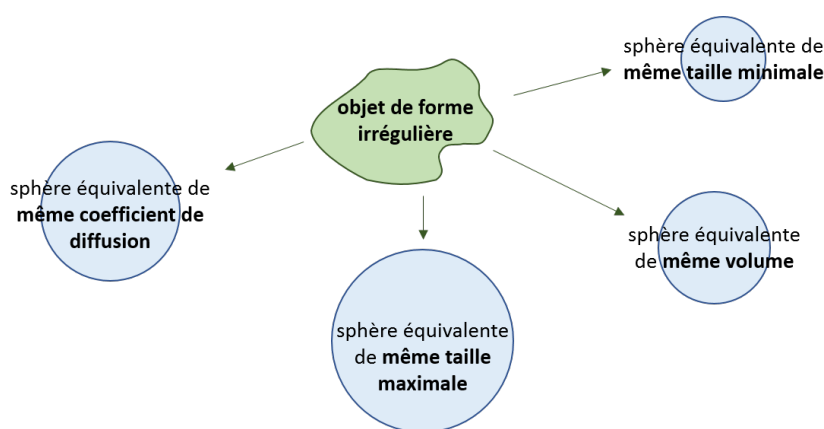 sphère équivalente de
même taille minimale
objet de forme
irrégulière
sphère équivalente de
même coefficient de
diffusion
sphère équivalente
de même volume
sphère équivalente
de même taille
maximale